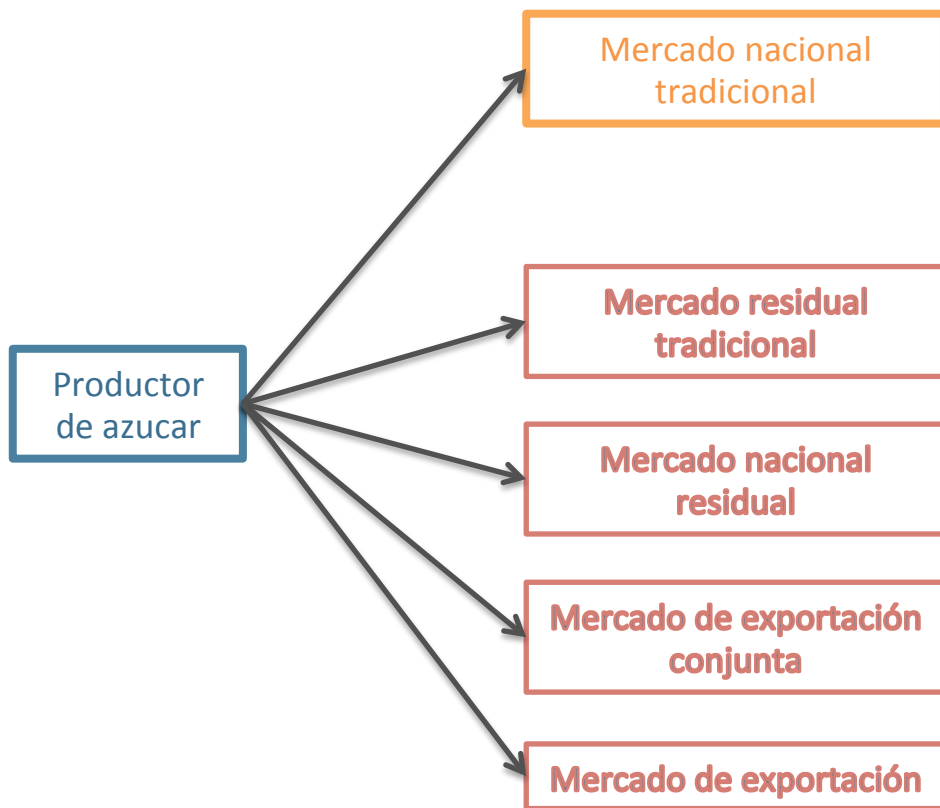 Mercado nacional
tradicional
Mercado residual
tradicional
Productor
de azucar
Mercado nacional
residual
Mercado de exportación
conjunta
Mercado de exportación